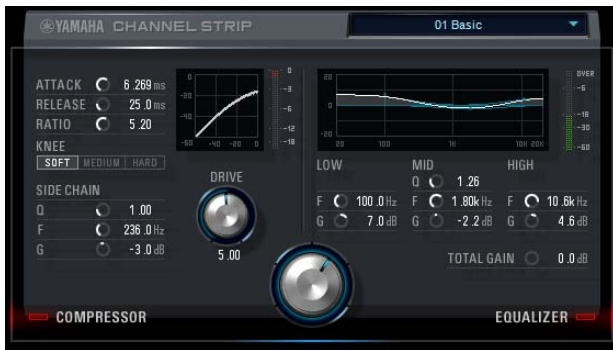 YAMAHA CHANNEL STRIP
01 Basic
ATTACK 6.269 ms
RELEASE 25.0 ms
RATIO 5.20
KNEE
SOFT MEDIUM HARD
SIDE CHAIN
Q 1.00
F 236.0 Hz
G -3.0 dB
0
-20
-40
-60 -40 -20 0
0
-3
-6
-12
-18
DRIVE
5.00
20
0
-20
20 100 1K 10K 20K
OVER
-6
-18
-30
-60
LOW MID HIGH
Q 1.26
F 100.0 Hz F 1.80k Hz F 10.6k Hz
G 7.0 dB G -2.2 dB G 4.6 dB
TOTAL GAIN 0.0 dB
COMPRESSOR
EQUALIZER